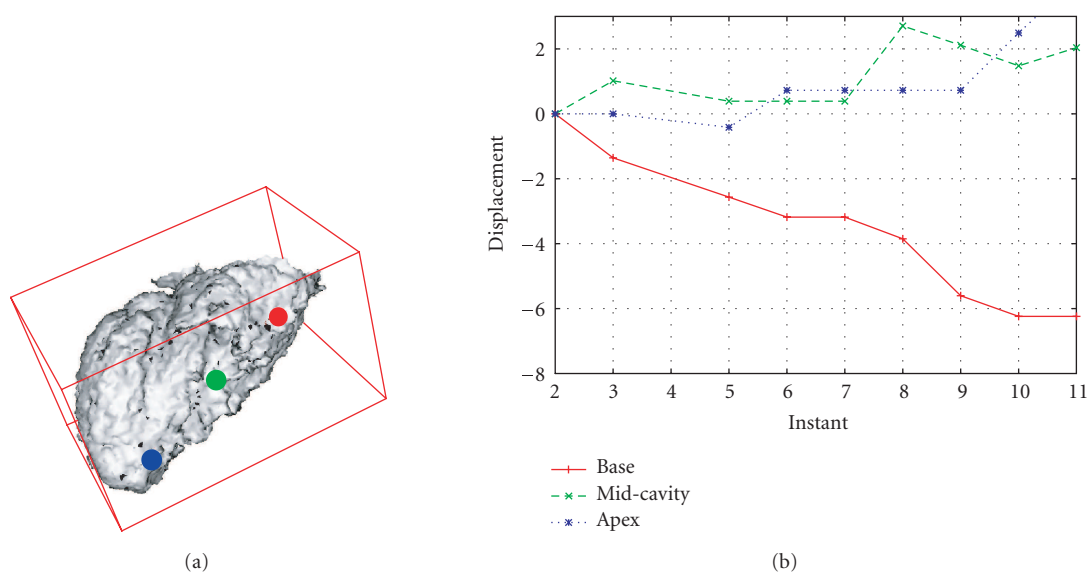 2
0
−2
−4
−6
−8
Displacement
2 3 4 5 6 7 8 9 10 11
Instant
Base
Mid-cavity
Apex
(a)
(b)